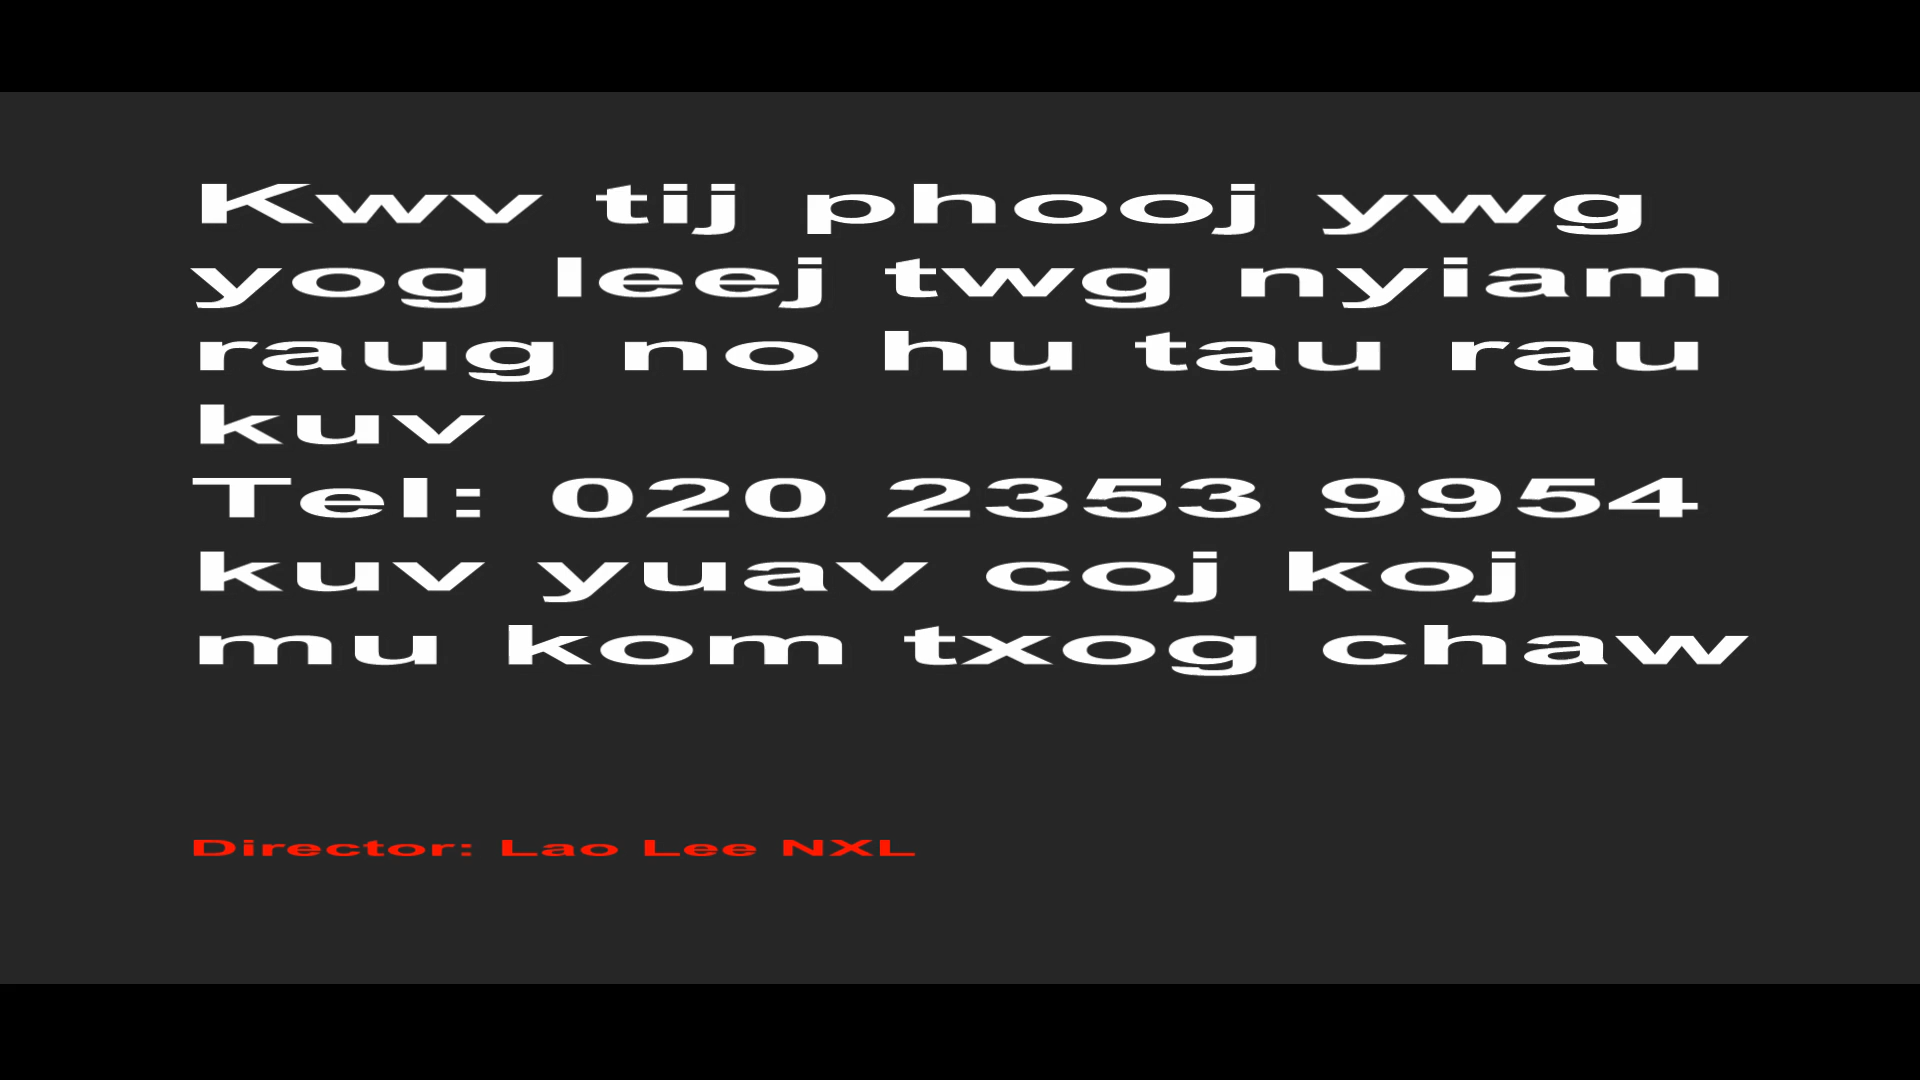 Kwv tij phooj ywg
yog leej twg nyiam
raug no hu tau rau
kuv
Tel: 020 2353 9954
kuv yuav coj koj
mu kom txog chaw
Director: Lao Lee NXL